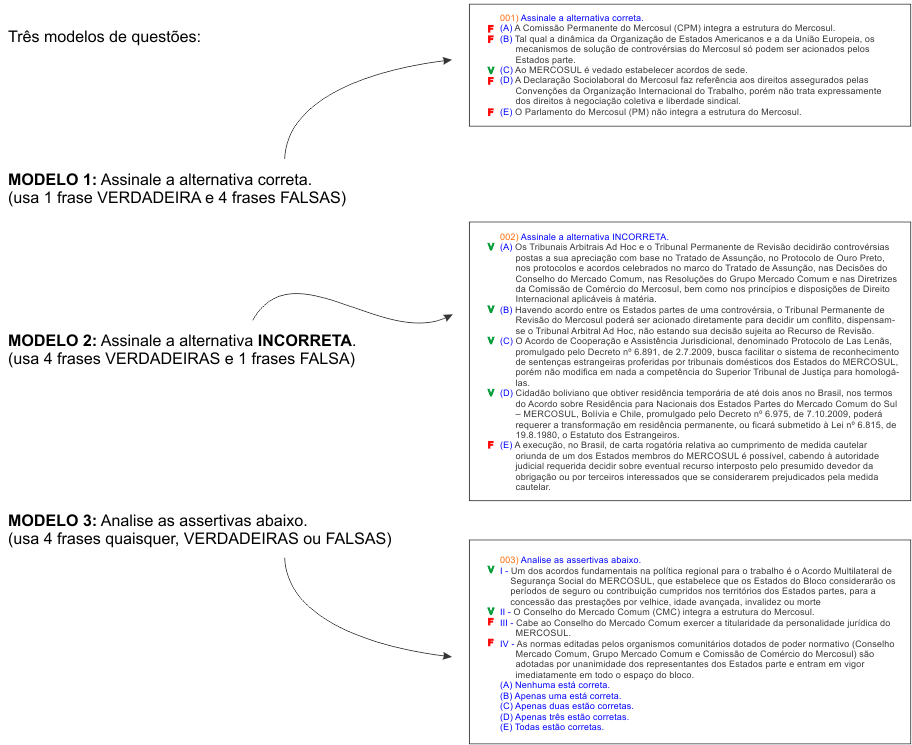 Três modelos de questões:
001) Assinale a alternativa correta.
F (A) A Comissão Permanente do Mercosul (CPM) integra a estrutura do Mercosul.
F (B) Tal qual a dinâmica da Organização de Estados Americanos e a da União Europeia, os
mecanismos de solução de controvérsias do Mercosul só podem ser acionados pelos
Estados parte.
V (C) Ao MERCOSUL é vedado estabelecer acordos de sede.
F (D) A Declaração Sociolaboral do Mercosul faz referência aos direitos assegurados pelas
Convenções da Organização Internacional do Trabalho, porém não trata expressamente
dos direitos à negociação coletiva e liberdade sindical.
F (E) O Parlamento do Mercosul (PM) não integra a estrutura do Mercosul.
MODELO 1: Assinale a alternativa correta.
(usa 1 frase VERDADEIRA e 4 frases FALSAS)
002) Assinale a alternativa INCORRETA.
V (A) Os Tribunais Arbitrais Ad Hoc e o Tribunal Permanente de Revisão decidirão controvérsias
postas a sua apreciação com base no Tratado de Assunção, no Protocolo de Ouro Preto,
nos protocolos e acordos celebrados no marco do Tratado de Assunção, nas Decisões do
Conselho do Mercado Comum, nas Resoluções do Grupo Mercado Comum e nas Diretrizes
da Comissão de Comércio do Mercosul, bem como nos princípios e disposições de Direito
Internacional aplicáveis à matéria.
V (B) Havendo acordo entre os Estados partes de uma controvérsia, o Tribunal Permanente de
Revisão do Mercosul poderá ser acionado diretamente para decidir um conflito, dispensam-
se o Tribunal Arbitral Ad Hoc, não estando sua decisão sujeita ao Recurso de Revisão.
V (C) O Acordo de Cooperação e Assistência Jurisdicional, denominado Protocolo de Las Lenãs,
promulgado pelo Decreto nº 6.891, de 2.7.2009, busca facilitar o sistema de reconhecimento
de sentenças estrangeiras proferidas por tribunais domésticos dos Estados do MERCOSUL,
porém não modifica em nada a competência do Superior Tribunal de Justiça para homologá-
las.
V (D) Cidadão boliviano que obtiver residência temporária de até dois anos no Brasil, nos termos
do Acordo sobre Residência para Nacionais dos Estados Partes do Mercado Comum do Sul
– MERCOSUL, Bolívia e Chile, promulgado pelo Decreto nº 6.975, de 7.10.2009, poderá
requerer a transformação em residência permanente, ou ficará submetido à Lei nº 6.815, de
19.8.1980, o Estatuto dos Estrangeiros.
F (E) A execução, no Brasil, de carta rogatória relativa ao cumprimento de medida cautelar
oriunda de um dos Estados membros do MERCOSUL é possível, cabendo à autoridade
judicial requerida decidir sobre eventual recurso interposto pelo presumido devedor da
obrigação ou por terceiros interessados que se considerarem prejudicados pela medida
cautelar.
MODELO 2: Assinale a alternativa INCORRETA.
(usa 4 frases VERDADEIRAS e 1 frase FALSA)
MODELO 3: Analise as assertivas abaixo.
(usa 4 frases quaisquer, VERDADEIRAS ou FALSAS)
003) Analise as assertivas abaixo.
V I - Um dos acordos fundamentais na política regional para o trabalho é o Acordo Multilateral de
Segurança Social do MERCOSUL, que estabelece que os Estados do Bloco considerarão os
períodos de seguro ou contribuição cumpridos nos territórios dos Estados partes, para a
concessão das prestações por velhice, idade avançada, invalidez ou morte
V II - O Conselho do Mercado Comum (CMC) integra a estrutura do Mercosul.
F III - Cabe ao Conselho do Mercado Comum exercer a titularidade da personalidade jurídica do
MERCOSUL.
F IV - As normas editadas pelos organismos comunitários dotados de poder normativo (Conselho
Mercado Comum, Grupo Mercado Comum e Comissão de Comércio do Mercosul) são
adotadas por unanimidade dos representantes dos Estados parte e entram em vigor
imediatamente em todo o espaço do bloco.
(A) Nenhuma está correta.
(B) Apenas uma está correta.
(C) Apenas duas estão corretas.
(D) Apenas três estão corretas.
(E) Todas estão corretas.